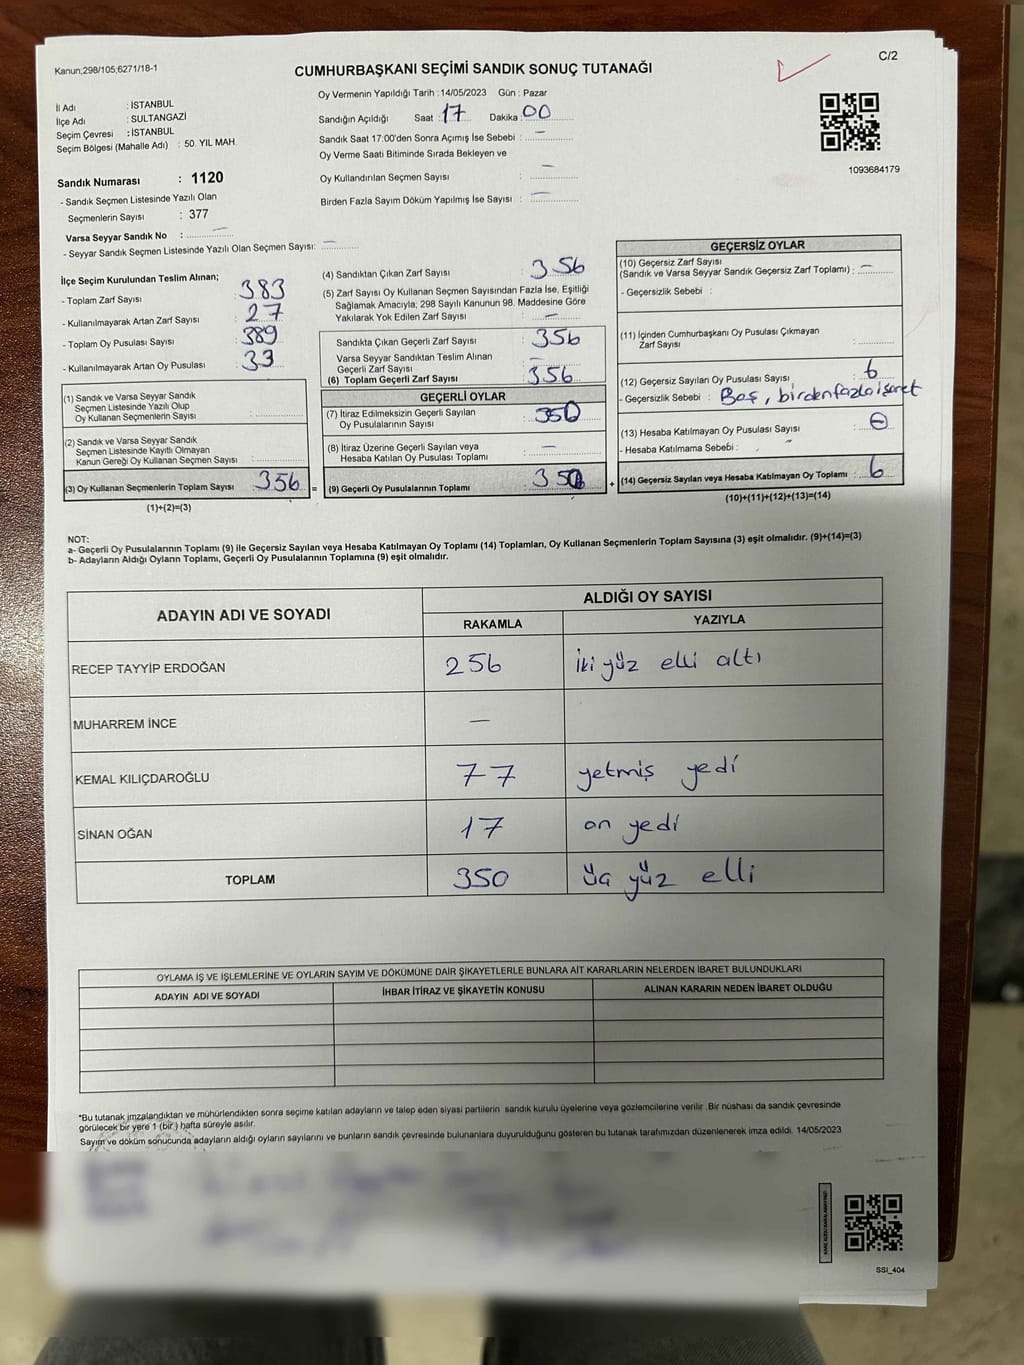 Kanun;298/105;6271/18-1
CUMHURBAŞKANI SEÇİMİ SANDIK SONUÇ TUTANAĞI
C/2
İl Adı : İSTANBUL
İlçe Adı : SULTANGAZİ
Seçim Çevresi : İSTANBUL
Seçim Bölgesi (Mahalle Adı) : 50. YIL MAH.
Oy Vermenin Yapıldığı Tarih :14/05/2023 Gün : Pazar
Sandığın Açıldığı Saat : 17 Dakika : 00
Sandık Saat 17:00'den Sonra Açımış İse Sebebi : —
Oy Verme Saati Bitiminde Sırada Bekleyen ve
Oy Kullandırılan Seçmen Sayısı : —
Birden Fazla Sayım Döküm Yapılmış İse Sayısı : —
1093684179
Sandık Numarası : 1120
- Sandık Seçmen Listesinde Yazılı Olan
Seçmenlerin Sayısı : 377
Varsa Seyyar Sandık No : —
- Seyyar Sandık Seçmen Listesinde Yazılı Olan Seçmen Sayısı: —
İlçe Seçim Kurulundan Teslim Alınan;
- Toplam Zarf Sayısı : 383
- Kullanılmayarak Artan Zarf Sayısı : 27
- Toplam Oy Pusulası Sayısı : 389
- Kullanılmayarak Artan Oy Pusulası : 33
(1) Sandık ve Varsa Seyyar Sandık
Seçmen Listesinde Yazılı Olup
Oy Kullanan Seçmenlerin Sayısı :
(2) Sandık ve Varsa Seyyar Sandık
Seçmen Listesinde Kayıtlı Olmayan
Kanun Gereği Oy Kullanan Seçmen Sayısı :
(3) Oy Kullanan Seçmenlerin Toplam Sayısı : 356
(1)+(2)=(3)
(4) Sandıktan Çıkan Zarf Sayısı : 356
(5) Zarf Sayısı Oy Kullanan Seçmen Sayısından Fazla İse, Eşitliği
Sağlamak Amacıyla; 298 Sayılı Kanunun 98. Maddesine Göre
Yakılarak Yok Edilen Zarf Sayısı : —
Sandıkta Çıkan Geçerli Zarf Sayısı : 356
Varsa Seyyar Sandıktan Teslim Alınan
Geçerli Zarf Sayısı : —
(6) Toplam Geçerli Zarf Sayısı : 356
GEÇERLİ OYLAR
(7) İtiraz Edilmeksizin Geçerli Sayılan
Oy Pusulalarının Sayısı : 350
(8) İtiraz Üzerine Geçerli Sayılan veya
Hesaba Katılan Oy Pusulası Toplamı : —
=
(9) Geçerli Oy Pusulalarının Toplamı : 350
+
GEÇERSİZ OYLAR
(10) Geçersiz Zarf Sayısı
(Sandık ve Varsa Seyyar Sandık Geçersiz Zarf Toplamı) : —
- Geçersizlik Sebebi :
(11) İçinden Cumhurbaşkanı Oy Pusulası Çıkmayan
Zarf Sayısı :
(12) Geçersiz Sayılan Oy Pusulası Sayısı : 6
- Geçersizlik Sebebi : Boş, birden fazla işaret
(13) Hesaba Katılmayan Oy Pusulası Sayısı :
- Hesaba Katılmama Sebebi :
(14) Geçersiz Sayılan veya Hesaba Katılmayan Oy Toplamı : 6
(10)+(11)+(12)+(13)=(14)
NOT:
a- Geçerli Oy Pusulalarının Toplamı (9) ile Geçersiz Sayılan veya Hesaba Katılmayan Oy Toplamı (14) Toplamları, Oy Kullanan Seçmenlerin Toplam Sayısına (3) eşit olmalıdır. (9)+(14)=(3)
b- Adayların Aldığı Oyların Toplamı, Geçerli Oy Pusulalarının Toplamına (9) eşit olmalıdır.
ADAYIN ADI VE SOYADI
ALDIĞI OY SAYISI
RAKAMLA YAZIYLA
RECEP TAYYİP ERDOĞAN 256 iki yüz elli altı
MUHARREM İNCE —
KEMAL KILIÇDAROĞLU 77 yetmiş yedi
SİNAN OĞAN 17 on yedi
TOPLAM 350 Üç yüz elli
OYLAMA İŞ VE İŞLEMLERİNE VE OYLARIN SAYIM VE DÖKÜMÜNE DAİR ŞİKAYETLERLE BUNLARA AİT KARARLARIN NELERDEN İBARET BULUNDUKLARI
ADAYIN ADI VE SOYADI İHBAR İTİRAZ VE ŞİKAYETİN KONUSU ALINAN KARARIN NEDEN İBARET OLDUĞU
*Bu tutanak imzalandıktan ve mühürlendikten sonra seçime katılan adayların ve talep eden siyasi partilerin sandık kurulu üyelerine veya gözlemcilerine verilir .Bir nüshası da sandık çevresinde
görülecek bir yere 1 (bir ) hafta süreyle asılır.
Sayım ve döküm sonucunda adayların aldığı oyların sayılarını ve bunların sandık çevresinde bulunanlara duyurulduğunu gösteren bu tutanak tarafımızdan düzenlenerek imza edildi. 14/05/2023
SSI_404